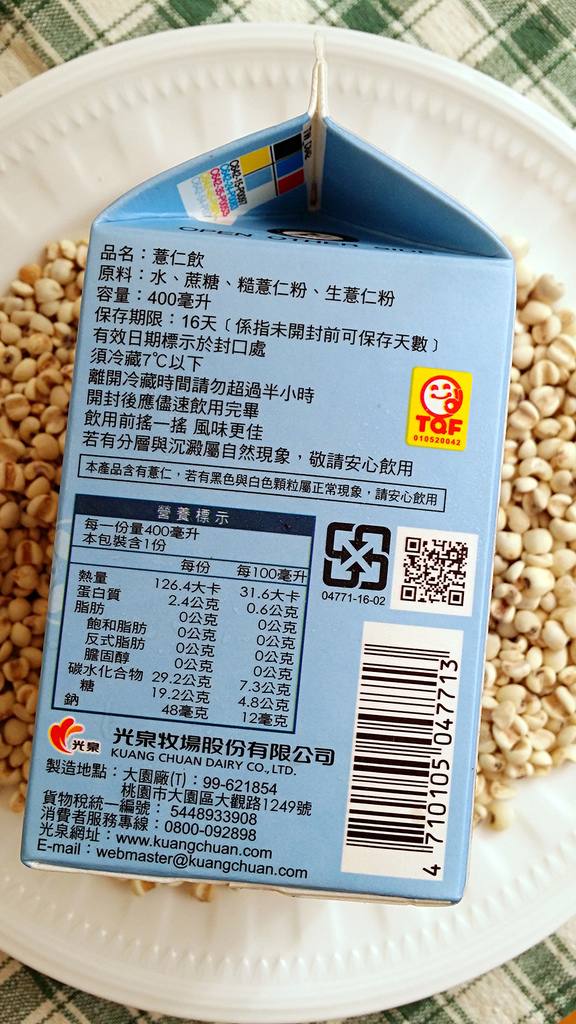 OPEN OTHER SIDE
品名：薏仁飲
原料：水、蔗糖、糙薏仁粉、生薏仁粉
容量：400毫升
保存期限：16天〔係指未開封前可保存天數〕
有效日期標示於封口處
須冷藏7℃以下
離開冷藏時間請勿超過半小時
開封後應儘速飲用完畢
飲用前搖一搖 風味更佳
若有分層與沉澱屬自然現象，敬請安心飲用
TQF
010520042
本產品含有薏仁，若有黑色與白色顆粒屬正常現象，請安心飲用
營養標示
每一份量400毫升
本包裝含1份
每份 每100毫升
熱量 126.4大卡 31.6大卡
蛋白質 2.4公克 0.6公克
脂肪 0公克 0公克
飽和脂肪 0公克 0公克
反式脂肪 0公克 0公克
膽固醇 0公克 0公克
碳水化合物 29.2公克 7.3公克
糖 19.2公克 4.8公克
鈉 48毫克 12毫克
04771-16-02
4 710105 047713
光泉
光泉牧場股份有限公司
KUANG CHUAN DAIRY CO., LTD.
製造地點：大園廠(T)：99-621854
桃園市大園區大觀路1249號
貨物稅統一編號：5448933908
消費者服務專線：0800-092898
光泉網址：www.kuangchuan.com
E-mail：webmaster@kuangchuan.com